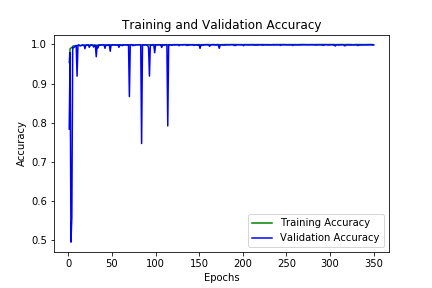 Training and Validation Accuracy
1.0
0.9
0.8
0.7
0.6
0.5
Accuracy
Training Accuracy
Validation Accuracy
0
50
100
150
200
250
300
350
Epochs